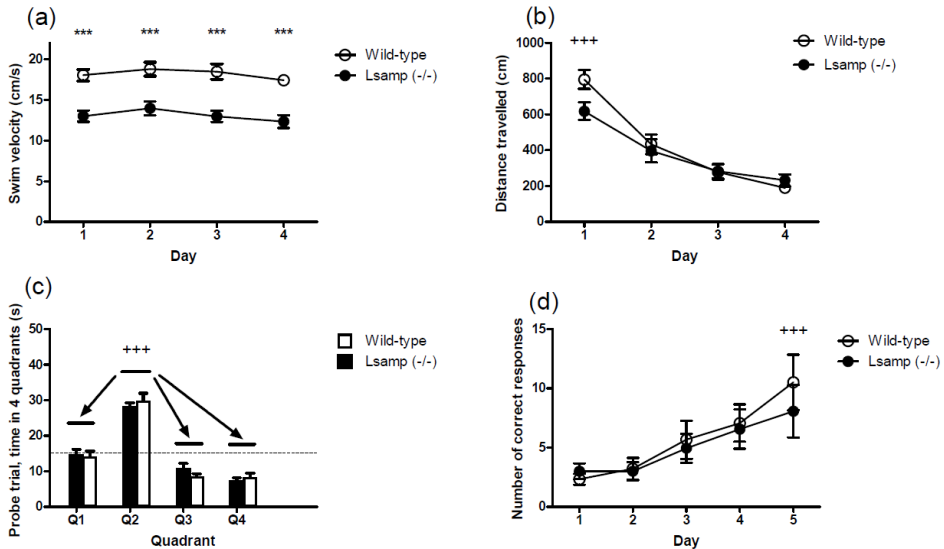 (a)
*** *** *** ***
Swim velocity (cm/s)
20
15
10
5
0
1 2 3 4
Day
Wild-type
Lsamp (-/-)
(b)
+++
Distance travelled (cm)
1000
800
600
400
200
0
1 2 3 4
Day
Wild-type
Lsamp (-/-)
(c)
+++
Probe trial, time in 4 quadrants (s)
50
40
30
20
10
0
Q1 Q2 Q3 Q4
Quadrant
Wild-type
Lsamp (-/-)
(d)
+++
Number of correct responses
15
10
5
0
1 2 3 4 5
Day
Wild-type
Lsamp (-/-)